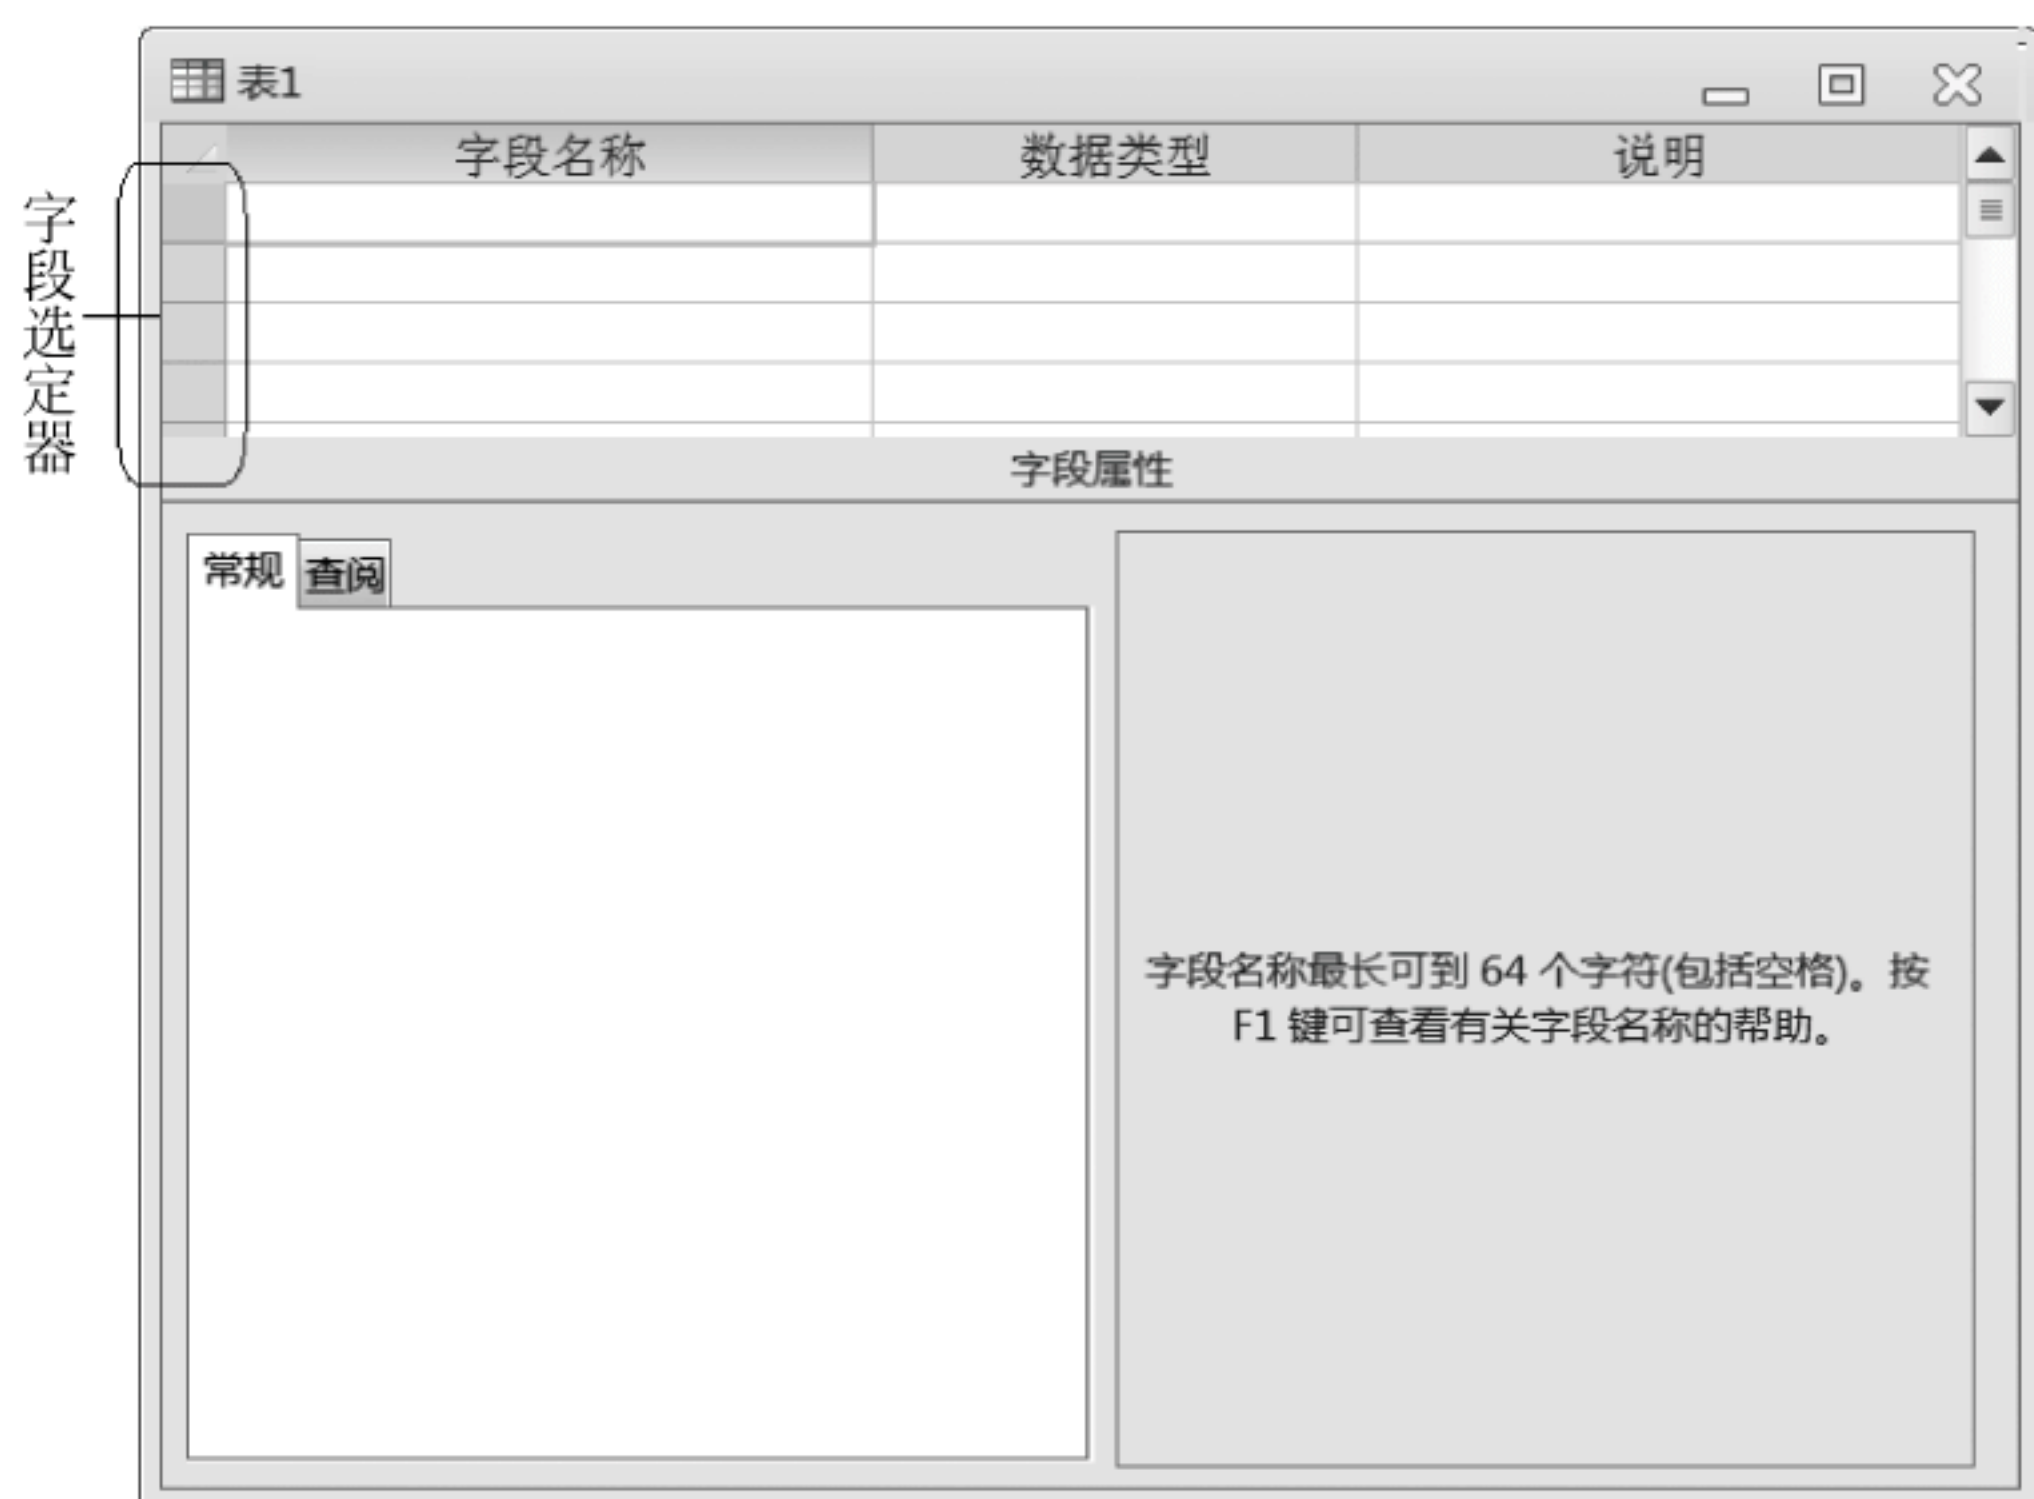 表1
字段名称 数据类型 说明
字段选定器
字段属性
常规 查阅
字段名称最长可到 64 个字符(包括空格)。按
F1 键可查看有关字段名称的帮助。